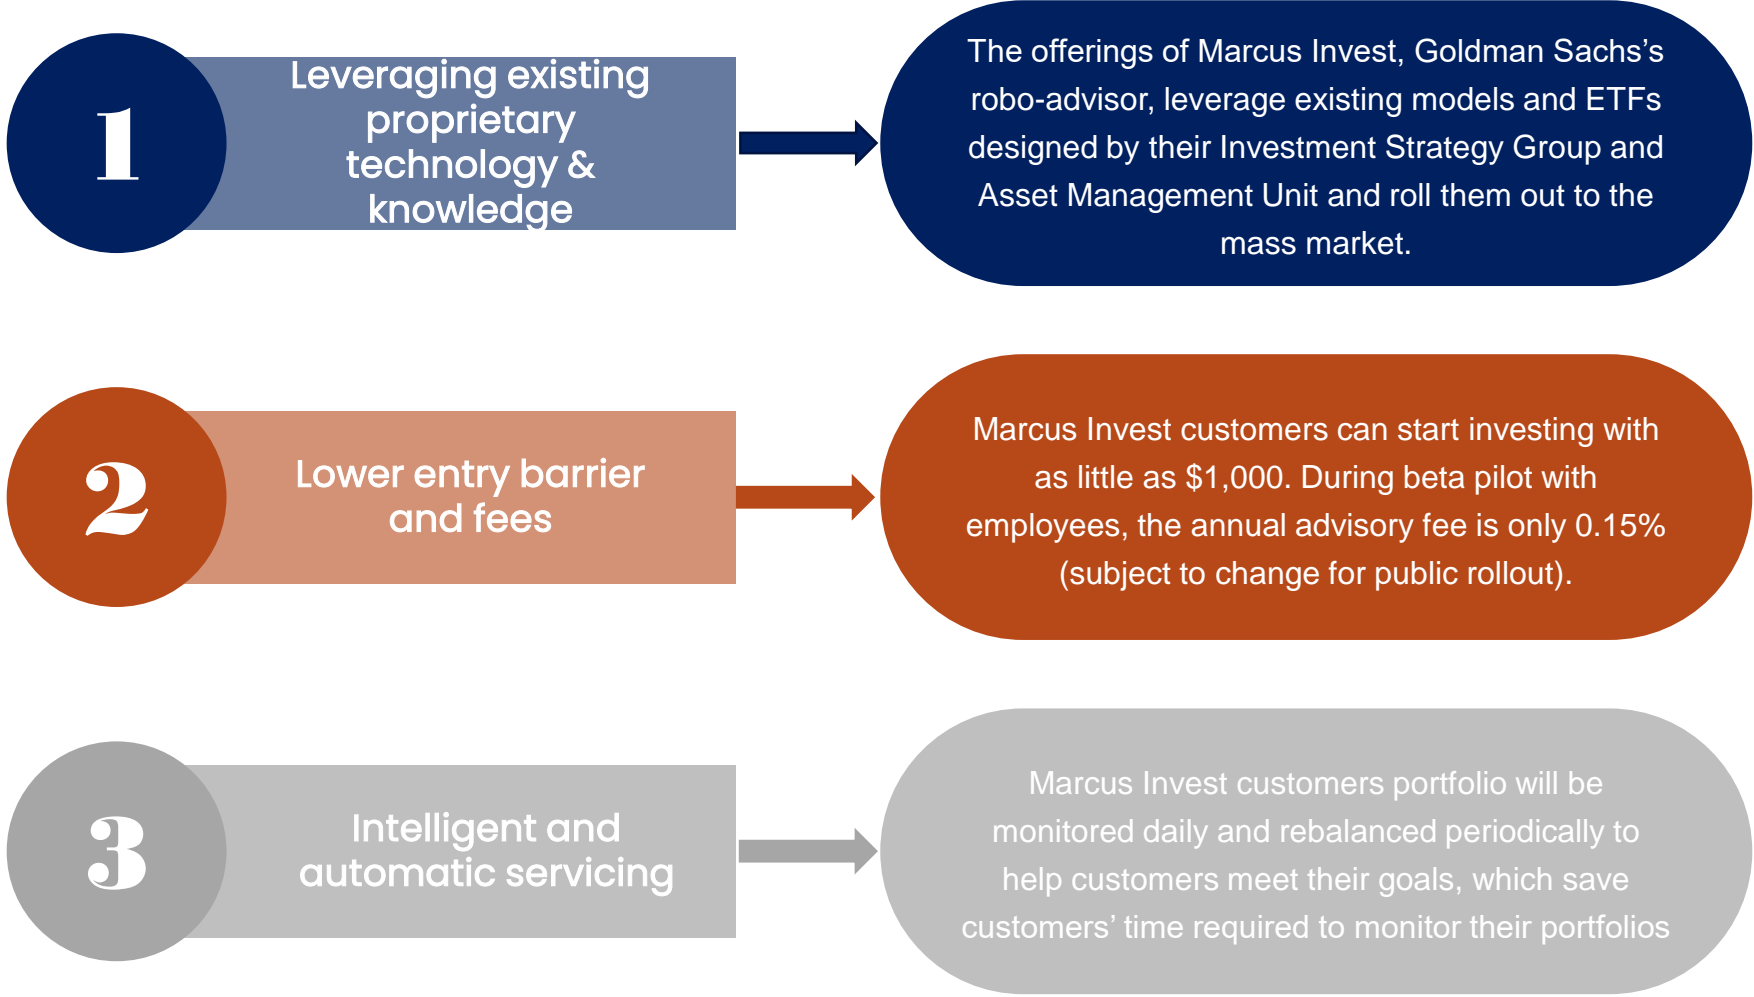 1
Leveraging existing
proprietary
technology &
knowledge
The offerings of Marcus Invest, Goldman Sachs’s
robo-advisor, leverage existing models and ETFs
designed by their Investment Strategy Group and
Asset Management Unit and roll them out to the
mass market.
2
Lower entry barrier
and fees
Marcus Invest customers can start investing with
as little as $1,000. During beta pilot with
employees, the annual advisory fee is only 0.15%
(subject to change for public rollout).
3
Intelligent and
automatic servicing
Marcus Invest customers portfolio will be
monitored daily and rebalanced periodically to
help customers meet their goals, which save
customers’ time required to monitor their portfolios